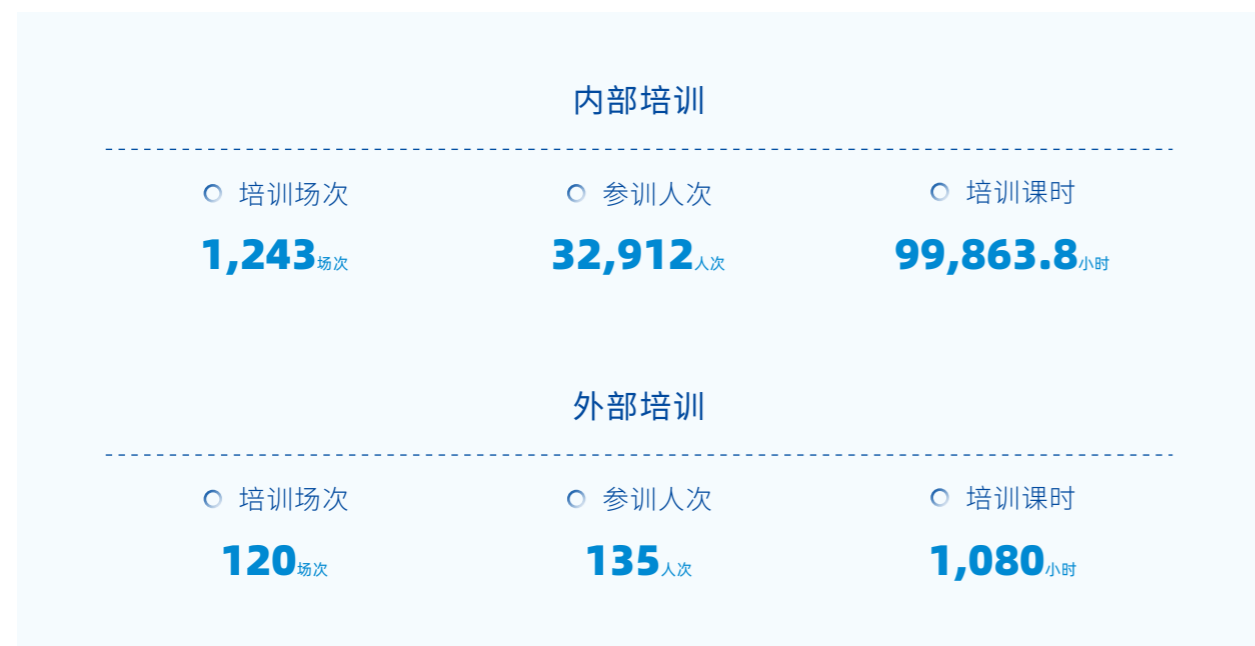 内部培训
培训场次 参训人次 培训课时
1,243场次 32,912人次 99,863.8小时
外部培训
培训场次 参训人次 培训课时
120场次 135人次 1,080小时